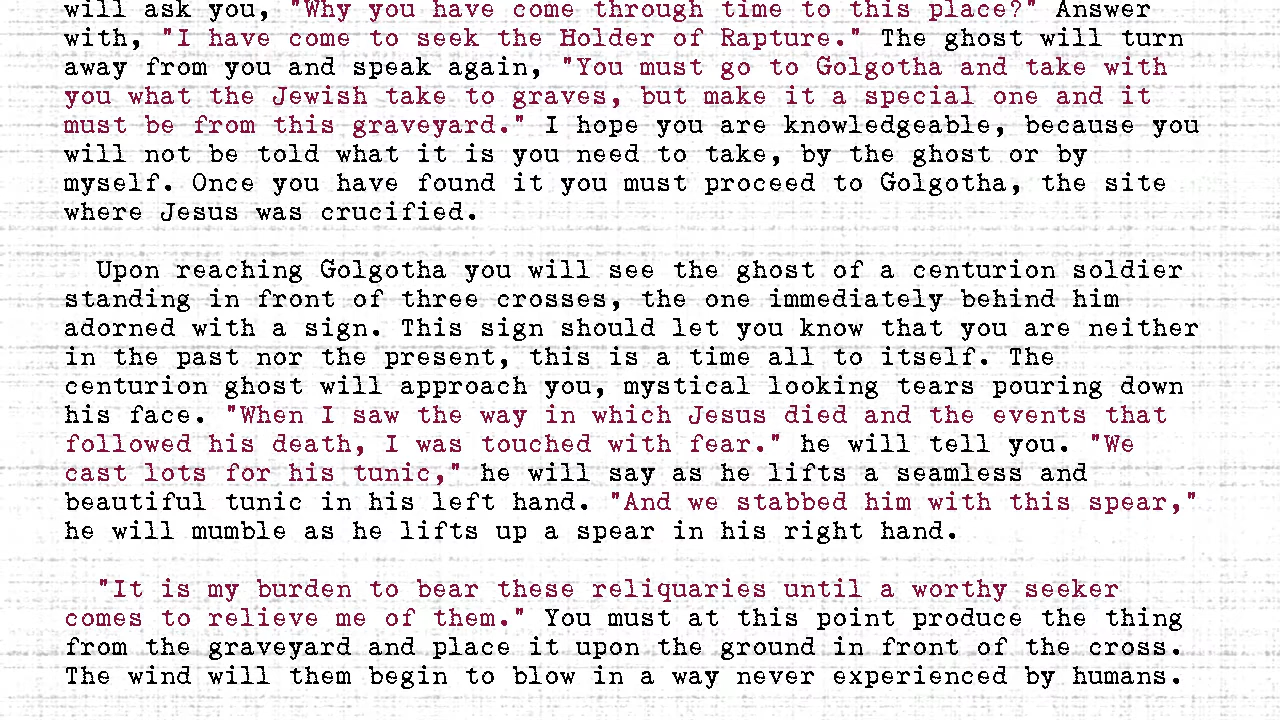 will ask you, "Why you have come through time to this place?" Answer
with, "I have come to seek the Holder of Rapture." The ghost will turn
away from you and speak again, "You must go to Golgotha and take with
you what the Jewish take to graves, but make it a special one and it
must be from this graveyard." I hope you are knowledgeable, because you
will not be told what it is you need to take, by the ghost or by
myself. Once you have found it you must proceed to Golgotha, the site
where Jesus was crucified.
Upon reaching Golgotha you will see the ghost of a centurion soldier
standing in front of three crosses, the one immediately behind him
adorned with a sign. This sign should let you know that you are neither
in the past nor the present, this is a time all to itself. The
centurion ghost will approach you, mystical looking tears pouring down
his face. "When I saw the way in which Jesus died and the events that
followed his death, I was touched with fear." he will tell you. "We
cast lots for his tunic," he will say as he lifts a seamless and
beautiful tunic in his left hand. "And we stabbed him with this spear,"
he will mumble as he lifts up a spear in his right hand.
"It is my burden to bear these reliquaries until a worthy seeker
comes to relieve me of them." You must at this point produce the thing
from the graveyard and place it upon the ground in front of the cross.
The wind will them begin to blow in a way never experienced by humans.